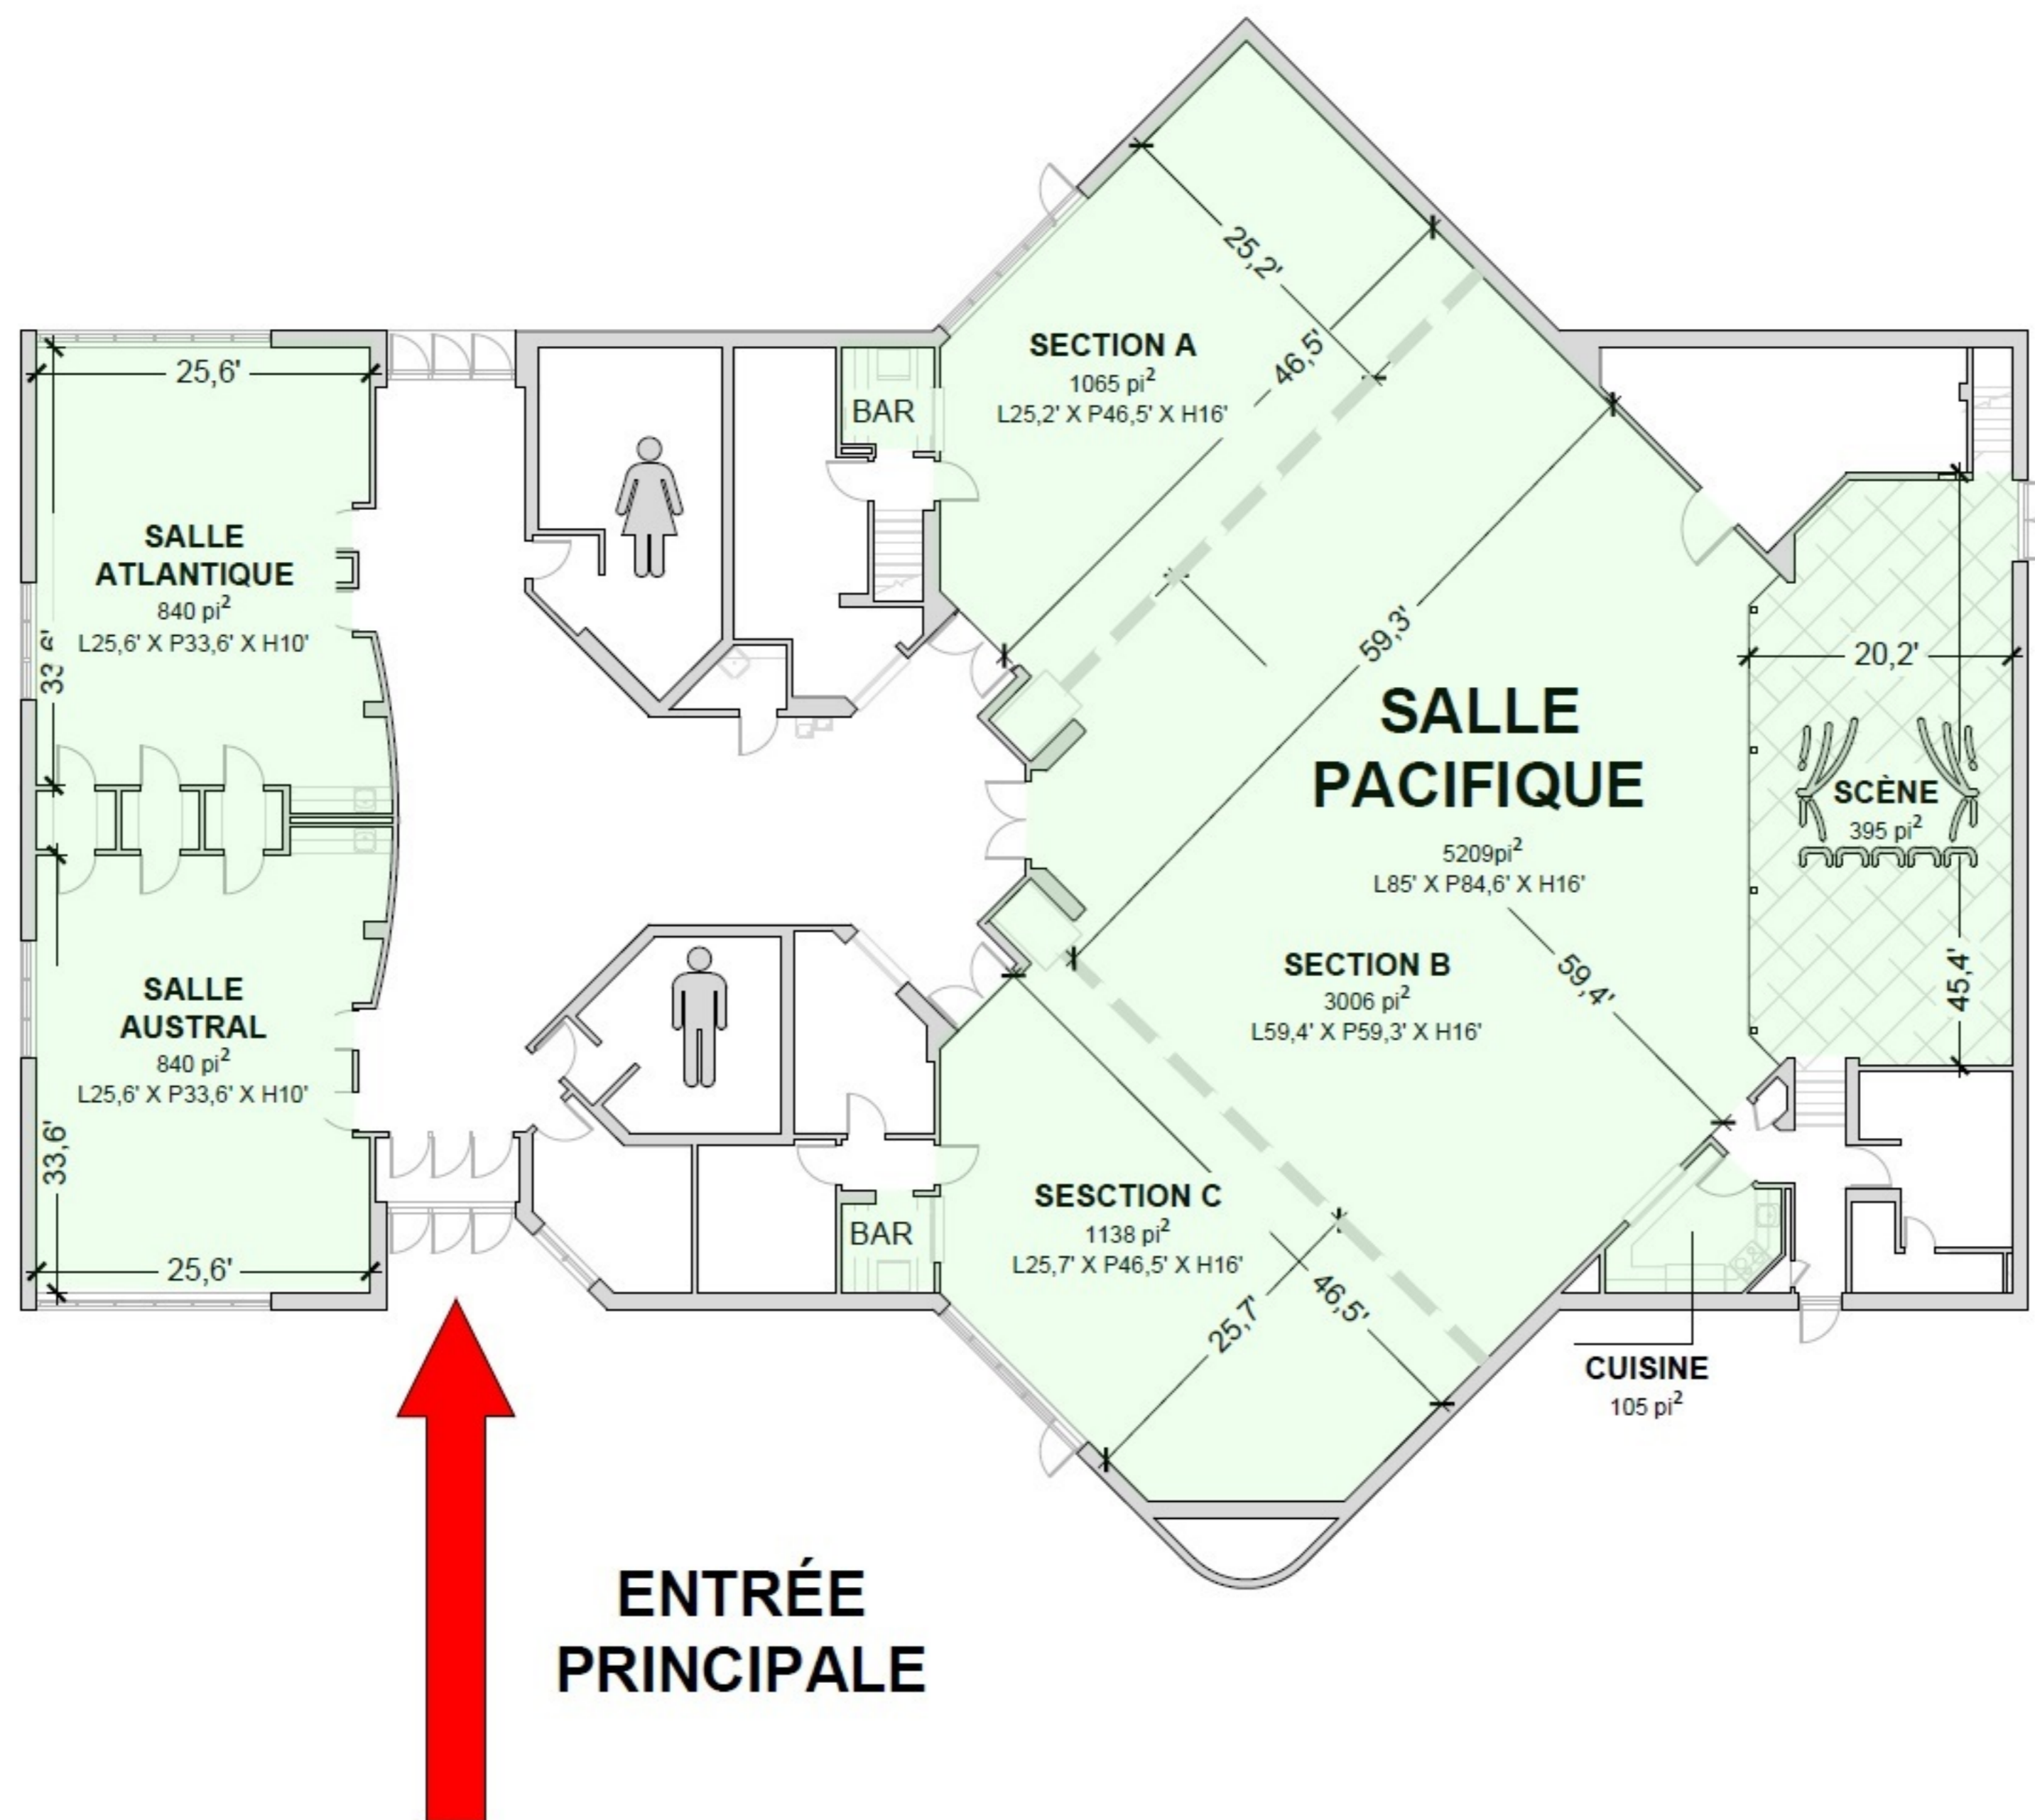 25,6'
SALLE
ATLANTIQUE
840 pi²
L25,6' X P33,6' X H10'
33,6'
SALLE
AUSTRAL
840 pi²
L25,6' X P33,6' X H10'
33,6'
25,6'
BAR
BAR
SECTION A
1065 pi²
L25,2' X P46,5' X H16'
25,2'
46,5'
59,3'
SALLE
PACIFIQUE
5209pi²
L85' X P84,6' X H16'
SECTION B
3006 pi²
L59,4' X P59,3' X H16'
59,4'
SESCTION C
1138 pi²
L25,7' X P46,5' X H16'
25,7'
46,5'
20,2'
SCÈNE
395 pi²
45,4'
CUISINE
105 pi²
ENTRÉE
PRINCIPALE